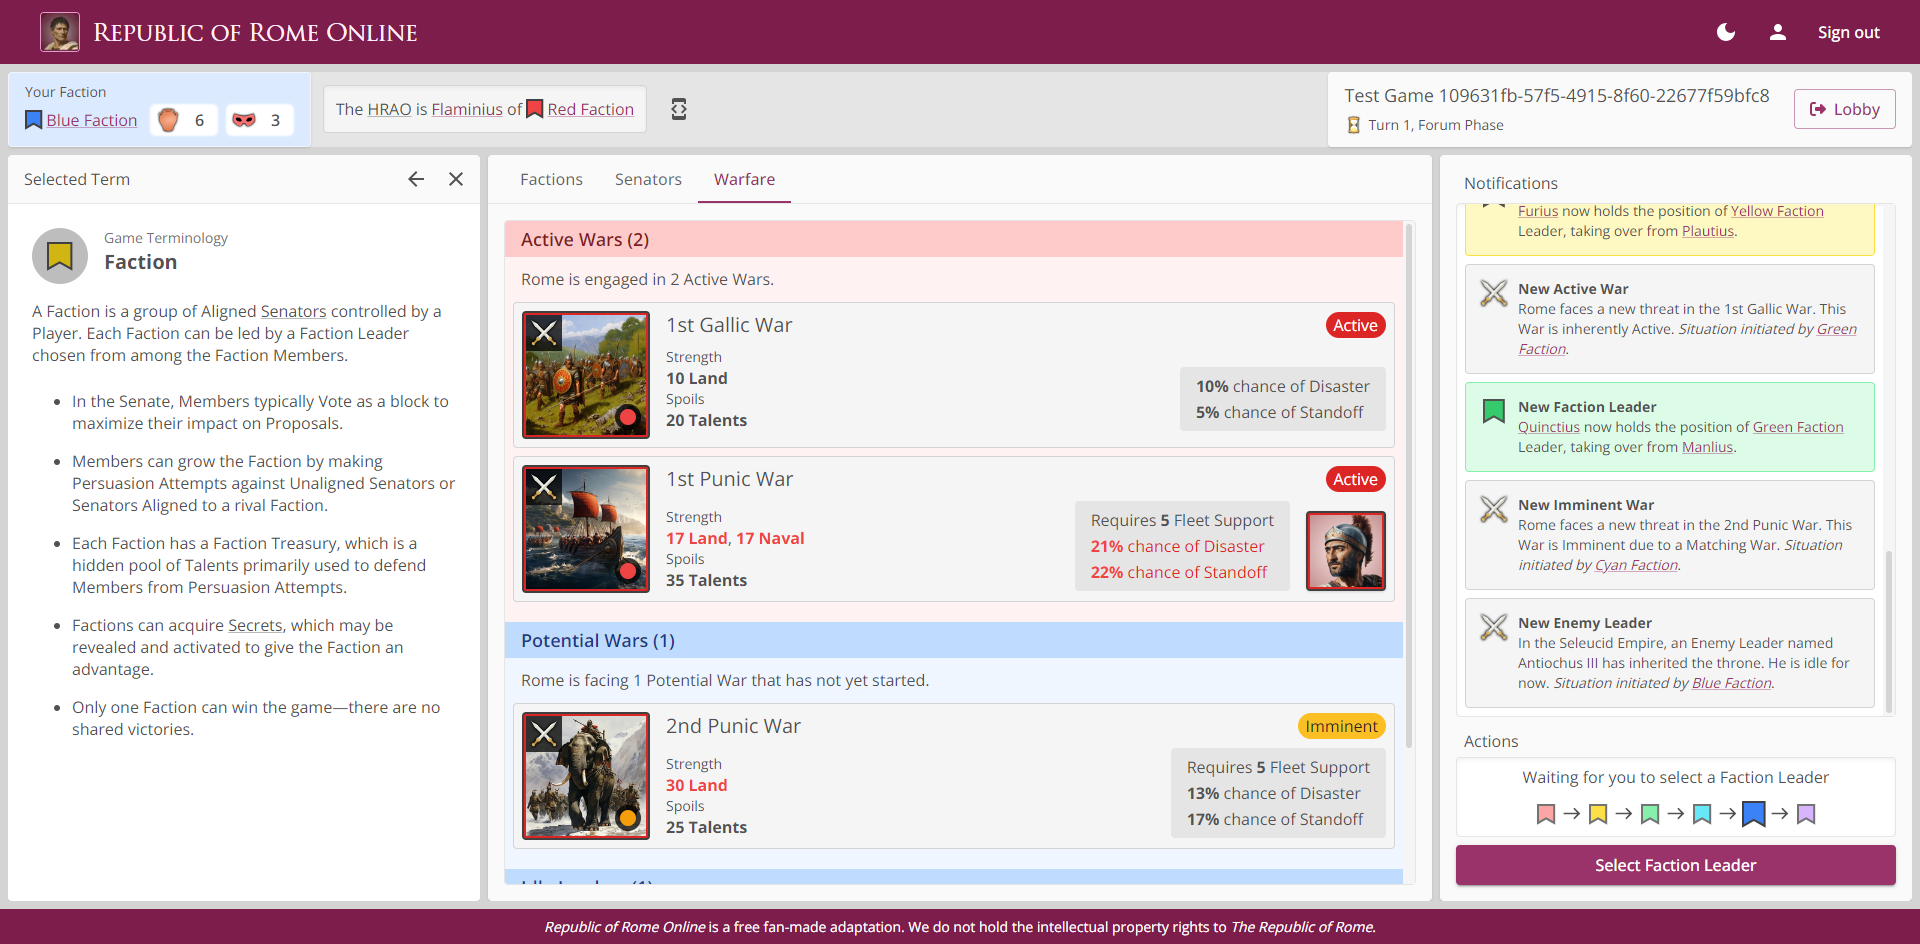 Republic of Rome Online
Sign out
Your Faction
Blue Faction
6
3
The HRAO is Flaminius of Red Faction
Test Game 109631fb-57f5-4915-8f60-22677f59bfc8
Turn 1, Forum Phase
Lobby
Selected Term
Game Terminology
Faction
A Faction is a group of Aligned Senators controlled by a
Player. Each Faction can be led by a Faction Leader
chosen from among the Faction Members.
In the Senate, Members typically Vote as a block to
maximize their impact on Proposals.
Members can grow the Faction by making
Persuasion Attempts against Unaligned Senators or
Senators Aligned to a rival Faction.
Each Faction has a Faction Treasury, which is a
hidden pool of Talents primarily used to defend
Members from Persuasion Attempts.
Factions can acquire Secrets, which may be
revealed and activated to give the Faction an
advantage.
Only one Faction can win the game—there are no
shared victories.
Factions
Senators
Warfare
Active Wars (2)
Rome is engaged in 2 Active Wars.
1st Gallic War
Active
Strength
10 Land
Spoils
20 Talents
10% chance of Disaster
5% chance of Standoff
1st Punic War
Active
Strength
17 Land, 17 Naval
Spoils
35 Talents
Requires 5 Fleet Support
21% chance of Disaster
22% chance of Standoff
Potential Wars (1)
Rome is facing 1 Potential War that has not yet started.
2nd Punic War
Imminent
Strength
30 Land
Spoils
25 Talents
Requires 5 Fleet Support
13% chance of Disaster
17% chance of Standoff
Notifications
Furius now holds the position of Yellow Faction
Leader, taking over from Plautius.
New Active War
Rome faces a new threat in the 1st Gallic War. This
War is inherently Active. Situation initiated by Green
Faction.
New Faction Leader
Quinctius now holds the position of Green Faction
Leader, taking over from Manlius.
New Imminent War
Rome faces a new threat in the 2nd Punic War. This
War is Imminent due to a Matching War. Situation
initiated by Cyan Faction.
New Enemy Leader
In the Seleucid Empire, an Enemy Leader named
Antiochus III has inherited the throne. He is idle for
now. Situation initiated by Blue Faction.
Actions
Waiting for you to select a Faction Leader
Select Faction Leader
Republic of Rome Online is a free fan-made adaptation. We do not hold the intellectual property rights to The Republic of Rome.